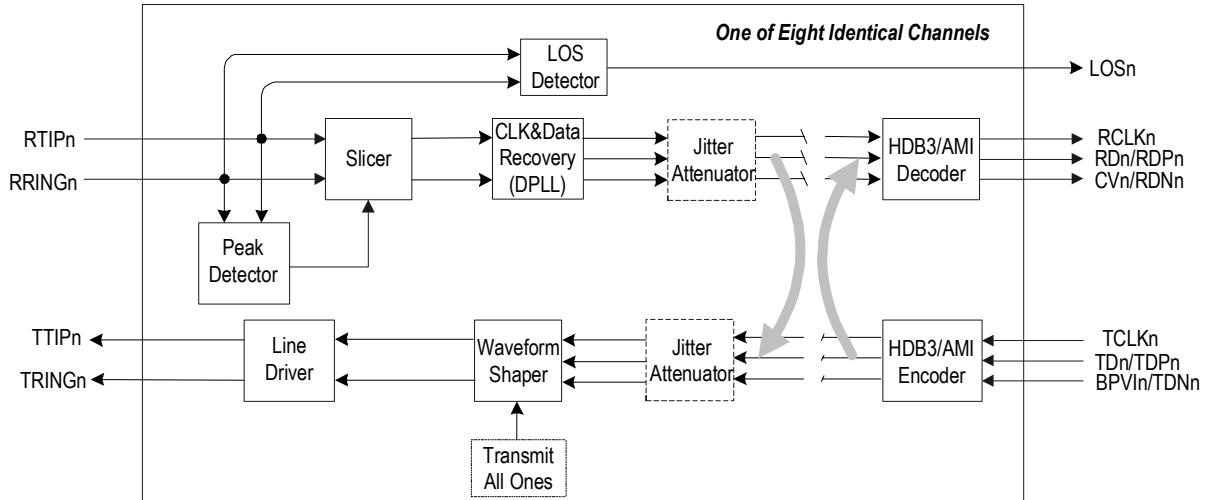 One of Eight Identical Channels
LOS
Detector
LOSn
RTIPn
RRINGn
Slicer
CLK&Data
Recovery
(DPLL)
Jitter
Attenuator
HDB3/AMI
Decoder
RCLKn
RDn/RDPn
CVn/RDNn
Peak
Detector
TTIPn
TRINGn
Line
Driver
Waveform
Shaper
Jitter
Attenuator
HDB3/AMI
Encoder
TCLKn
TDn/TDPn
BPVIn/TDNn
Transmit
All Ones